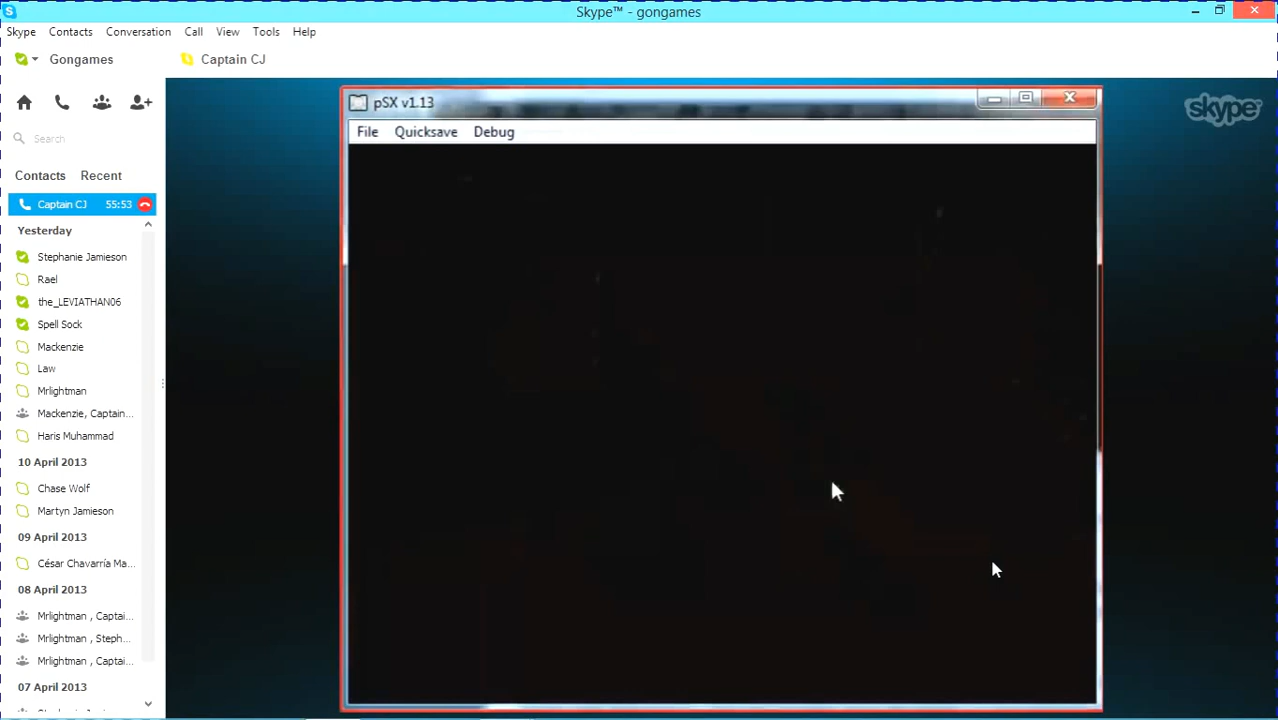 Skype™ - gongames
Skype Contacts Conversation Call View Tools Help
Gongames
Captain CJ
Search
Contacts Recent
Captain CJ 55:53
Yesterday
Stephanie Jamieson
Rael
the_LEVIATHAN06
Spell Sock
Mackenzie
Law
Mrlightman
Mackenzie, Captain...
Haris Muhammad
10 April 2013
Chase Wolf
Martyn Jamieson
09 April 2013
César Chavarría Ma...
08 April 2013
Mrlightman , Captai...
Mrlightman , Steph...
Mrlightman , Captai...
07 April 2013
pSX v1.13
File Quicksave Debug
skype